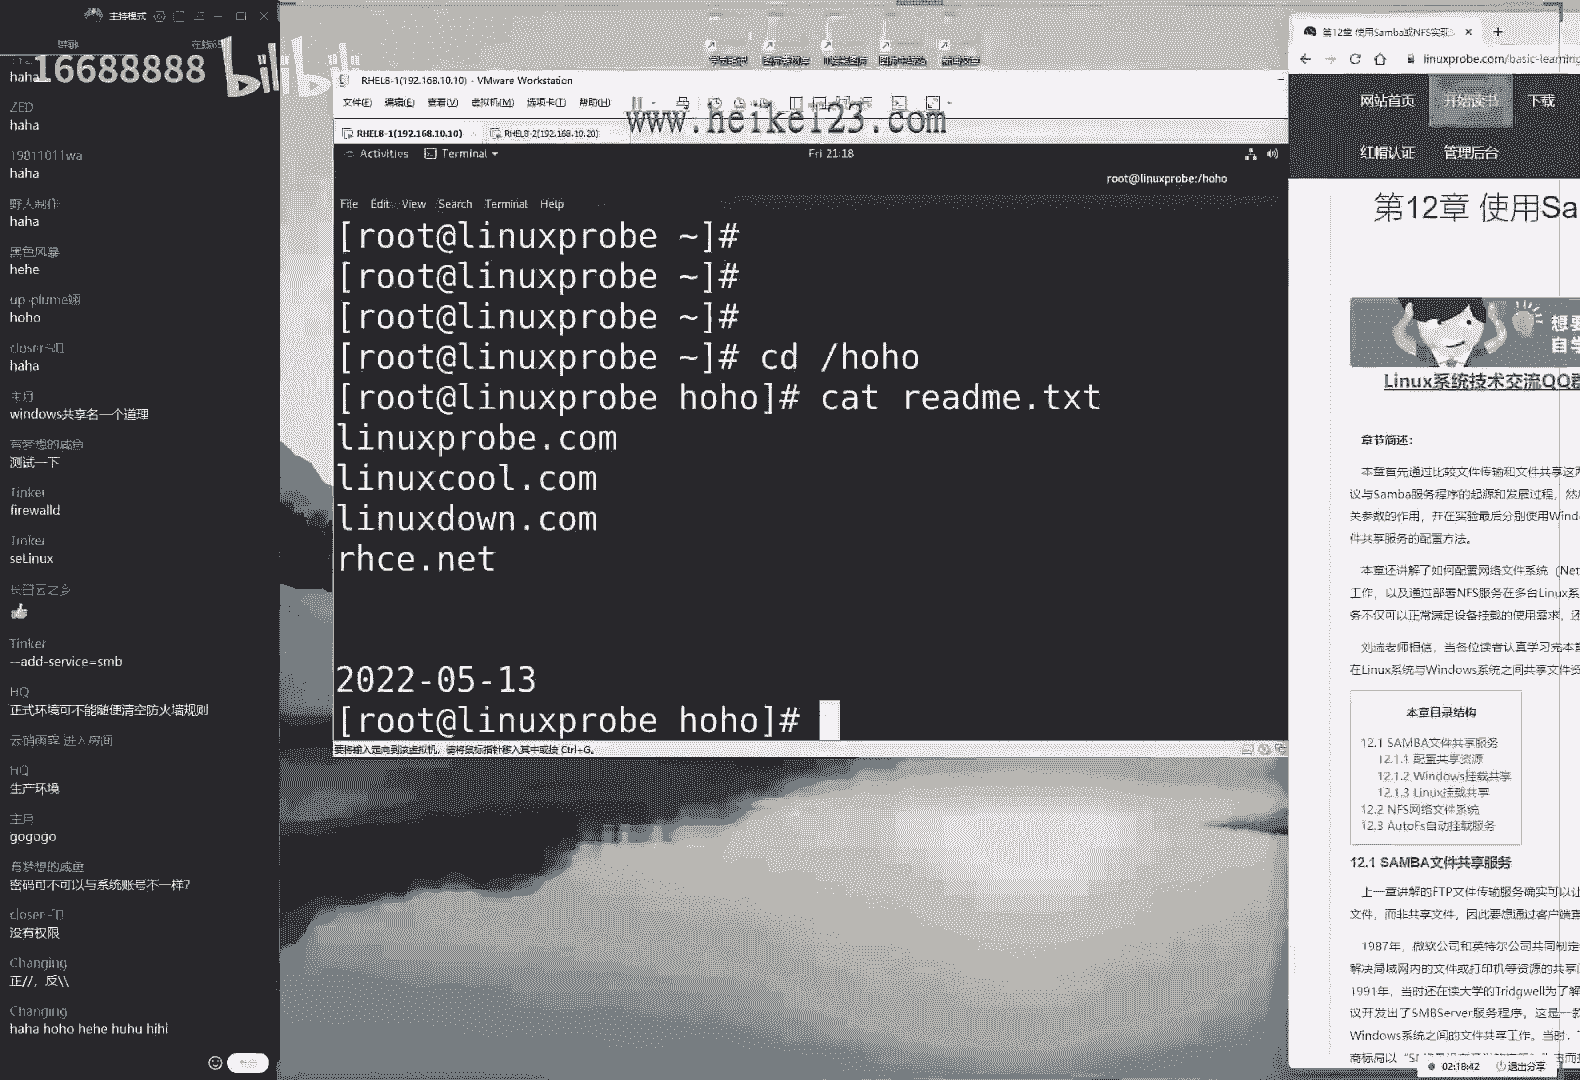 主持模式
16688888
bilibili
haha
ZED
haha
19811011wa
haha
野人制作
haha
黑色风暴
hehe
up-plume翊
hoho
closer
haha
主月
windows共享名一个道理
有梦想的咸鱼
测试一下
Tinker
firewalld
Tinker
seLinux
长白云之乡
Tinker
--add-service=smb
HQ
正式环境可不能随便清空防火墙规则
进入房间
HQ
生产环境
主月
gogogo
有梦想的咸鱼
密码可不可以与系统账号不一样?
closer
没有权限
Changing
正//，反\\
Changing
haha hoho hehe huhu hihi
RHEL8-1(192.168.10.10) - VMware Workstation
文件(F) 编辑(E) 查看(V) 虚拟机(M) 选项卡(T) 帮助(H)
www.heike123.com
RHEL8-1(192.168.10.10)
RHEL8-2(192.168.10.20)
Activities Terminal Fri 21:18
root@linuxprobe:/hoho
File Edit View Search Terminal Help
[root@linuxprobe ~]#
[root@linuxprobe ~]#
[root@linuxprobe ~]#
[root@linuxprobe ~]# cd /hoho
[root@linuxprobe hoho]# cat readme.txt
linuxprobe.com
linuxcool.com
linuxdown.com
rhce.net
2022-05-13
[root@linuxprobe hoho]#
要将输入定向到该虚拟机，请将鼠标指针移入其中或按 Ctrl+G。
第12章 使用Samba或NFS实现
linuxprobe.com/basic-learning
网站首页 开始读书 下载
红帽认证 管理后台
第12章 使用Sa
想要
自学
Linux系统技术交流QQ群
章节简述：
本章首先通过比较文件传输和文件共享这两
议与Samba服务程序的起源和发展过程，然
关参数的作用，并在实验最后分别使用Windo
件共享服务的配置方法。
本章还讲解了如何配置网络文件系统（Net
工作，以及通过部署NFS服务在多台Linux系
务不仅可以正常满足设备挂载的使用需求，还
刘遄老师相信，当各位读者认真学习完本章
在Linux系统与Windows系统之间共享文件资
本章目录结构
12.1 SAMBA文件共享服务
12.1.1 配置共享资源
12.1.2 Windows挂载共享
12.1.3 Linux挂载共享
12.2 NFS网络文件系统
12.3 AutoFs自动挂载服务
12.1 SAMBA文件共享服务
上一章讲解的FTP文件传输服务确实可以让
文件，而非共享文件，因此要想通过客户端直
1987年，微软公司和英特尔公司共同制定
解决局域网内的文件或打印机等资源的共享问
1991年，当时还在读大学的Tridgwell为了解
议开发出了SMBServer服务程序，这是一款
Windows系统之间的文件共享工作。当时，T
02:18:42 退出分享